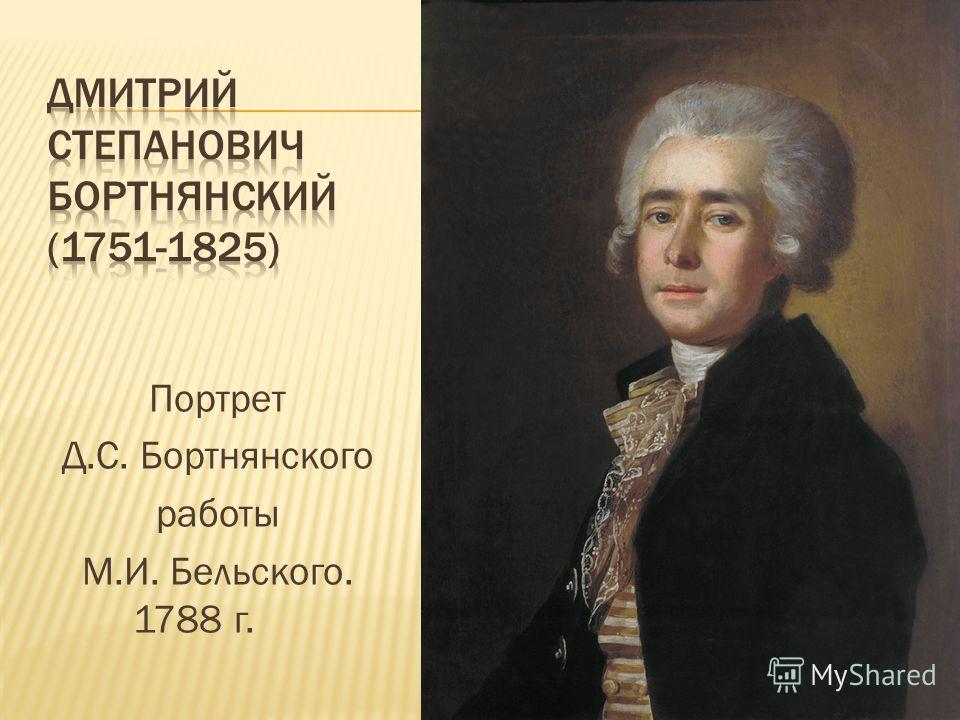 ДМИТРИЙ
СТЕПАНОВИЧ
БОРТНЯНСКИЙ
(1751-1825)
Портрет
Д.С. Бортнянского
работы
М.И. Бельского.
1788 г.
MyShared